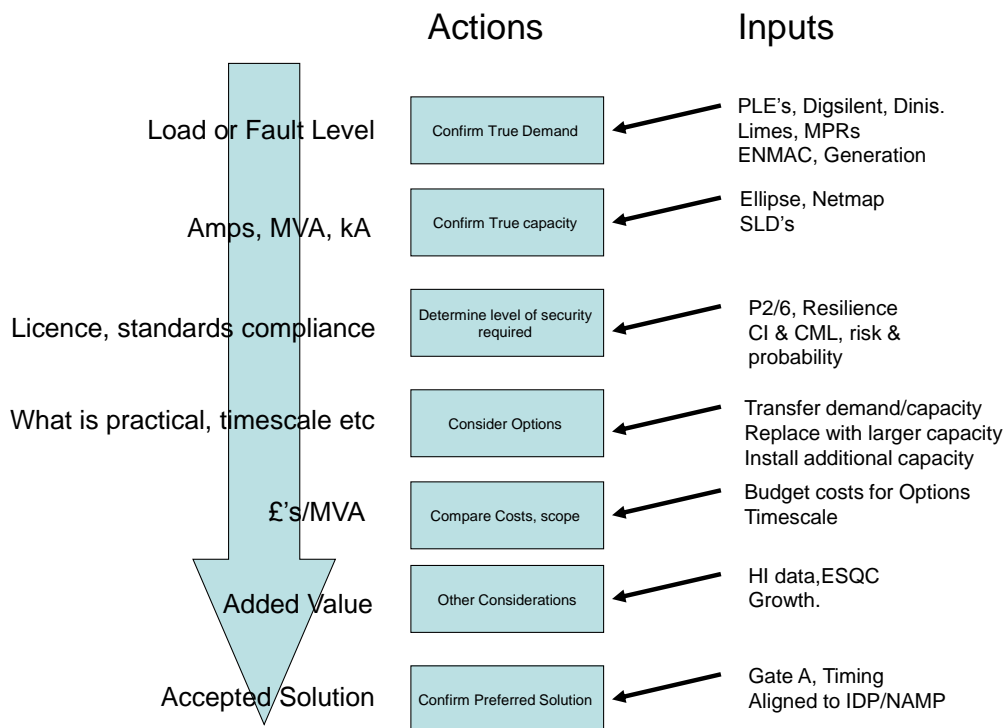 Actions
Inputs
Load or Fault Level
Confirm True Demand
PLE's, Digsilent, Dinis.
Limes, MPRs
ENMAC, Generation
Amps, MVA, kA
Confirm True capacity
Ellipse, Netmap
SLD's
Licence, standards compliance
Determine level of security
required
P2/6, Resilience
CI & CML, risk &
probability
What is practical, timescale etc
Consider Options
Transfer demand/capacity
Replace with larger capacity
Install additional capacity
£'s/MVA
Compare Costs, scope
Budget costs for Options
Timescale
Added Value
Other Considerations
HI data,ESQC
Growth.
Accepted Solution
Confirm Preferred Solution
Gate A, Timing
Aligned to IDP/NAMP